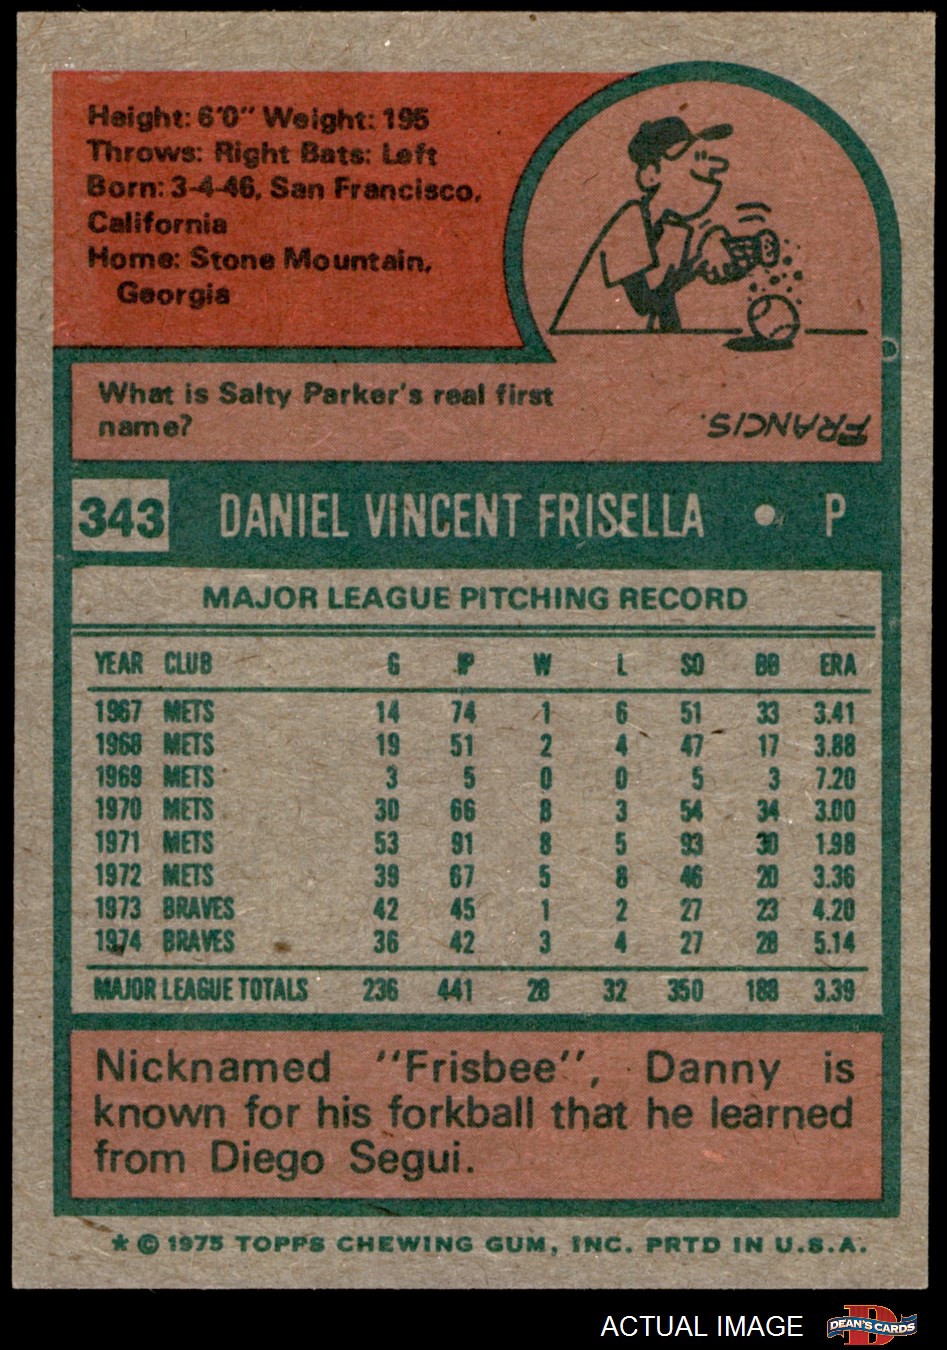 Height: 6'0" Weight: 195
Throws: Right Bats: Left
Born: 3-4-46, San Francisco,
California
Home: Stone Mountain,
Georgia
What is Salty Parker's real first
name?
FRANCIS.
343 DANIEL VINCENT FRISELLA • P
MAJOR LEAGUE PITCHING RECORD
YEAR CLUB G IP W L SO BB ERA
1967 METS 14 74 1 6 51 33 3.41
1968 METS 19 51 2 4 47 17 3.88
1969 METS 3 5 0 0 5 3 7.20
1970 METS 30 66 8 3 54 34 3.00
1971 METS 53 91 8 5 93 30 1.98
1972 METS 39 67 5 8 46 20 3.36
1973 BRAVES 42 45 1 2 27 23 4.20
1974 BRAVES 36 42 3 4 27 28 5.14
MAJOR LEAGUE TOTALS 236 441 28 32 350 188 3.39
Nicknamed "Frisbee", Danny is
known for his forkball that he learned
from Diego Segui.
* © 1975 TOPPS CHEWING GUM, INC. PRTD IN U.S.A.
ACTUAL IMAGE
D
DEAN'S CARDS